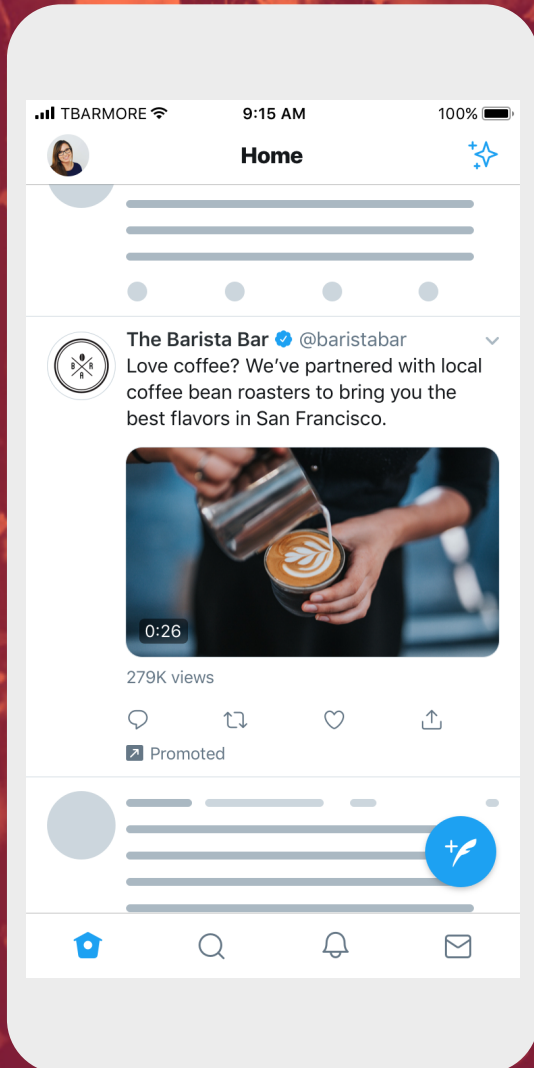 TBARMORE 9:15 AM 100%
Home
The Barista Bar @baristabar
Love coffee? We've partnered with local
coffee bean roasters to bring you the
best flavors in San Francisco.
B A R
A
0:26
279K views
Promoted